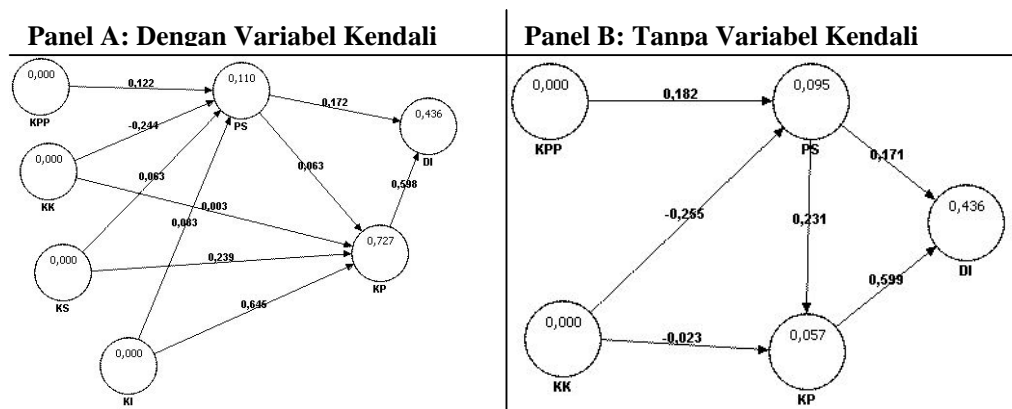 Panel A: Dengan Variabel Kendali
0,000
KPP
0,122
0,110
PS
0,172
0,436
DI
-0,244
0,000
KK
0,063
0,063
0,598
0,003
0,083
0,727
KP
0,000
KS
0,239
0,645
0,000
KI
Panel B: Tanpa Variabel Kendali
0,000
KPP
0,182
0,095
PS
0,171
-0,255
0,231
0,436
DI
0,599
0,000
KK
-0,023
0,057
KP